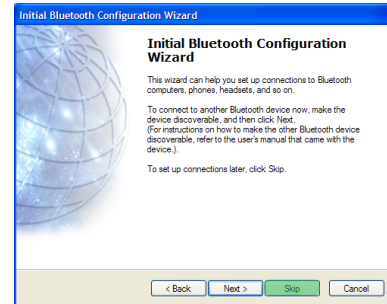 Initial Bluetooth Configuration Wizard
Initial Bluetooth Configuration
Wizard
This wizard can help you set up connections to Bluetooth
computers, phones, headsets, and so on.
To connect to another Bluetooth device now, make the
device discoverable, and then click Next.
(For instructions on how to make the other Bluetooth device
discoverable, refer to the user's manual that came with the
device.).
To set up connections later, click Skip.
< Back Next > Skip Cancel